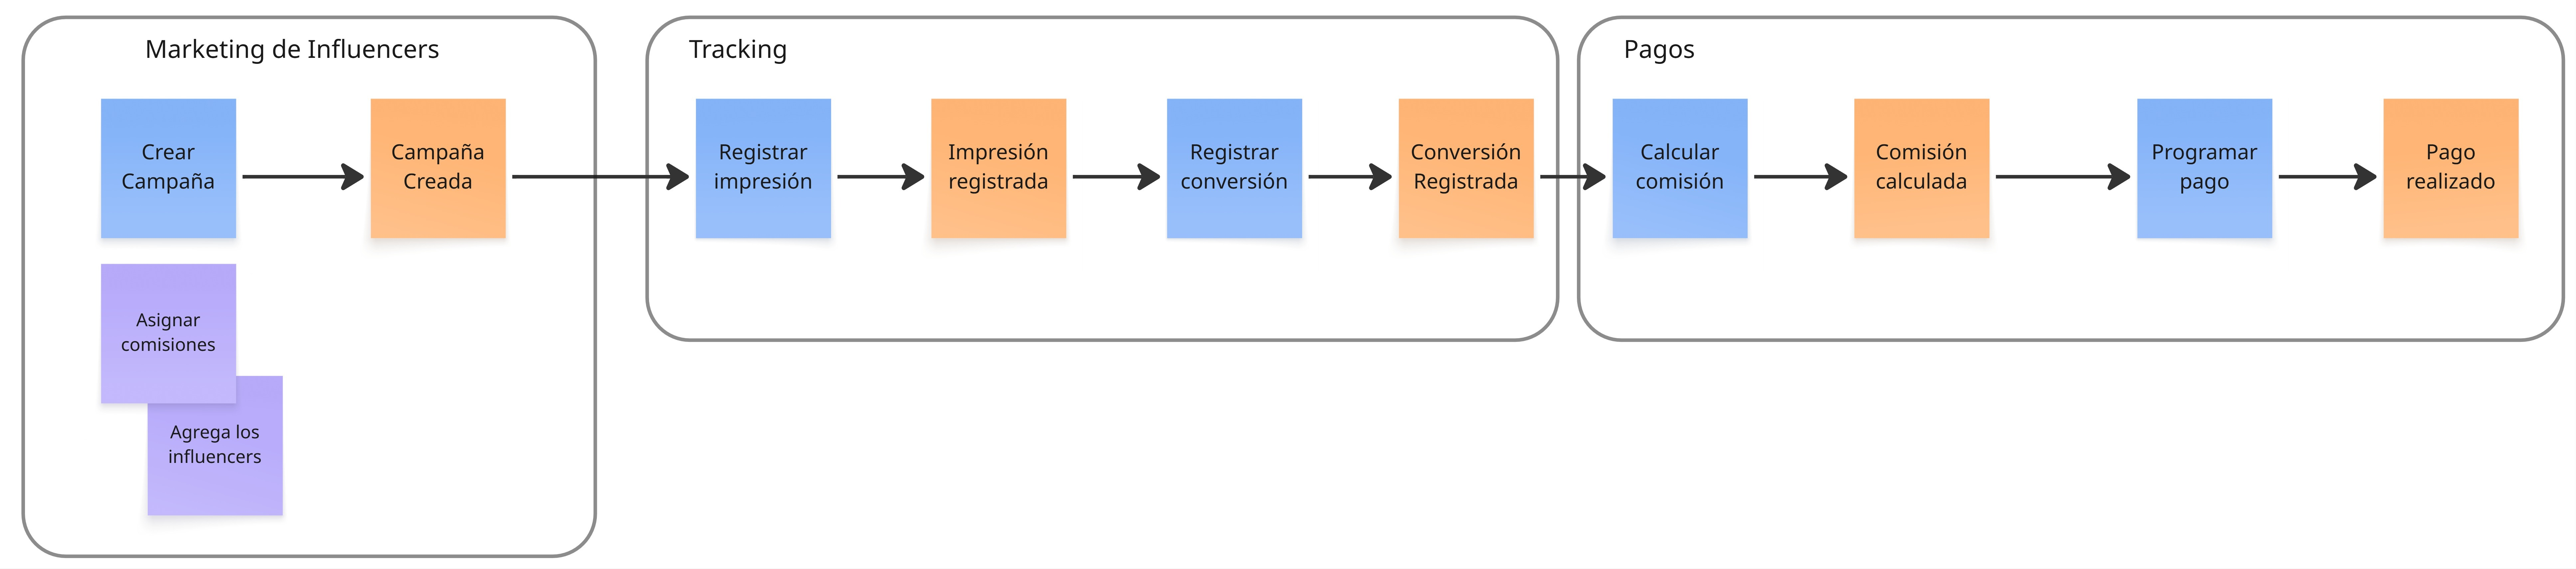 Marketing de Influencers
Crear
Campaña
Campaña
Creada
Asignar
comisiones
Agrega los
influencers
Tracking
Registrar
impresión
Impresión
registrada
Registrar
conversión
Conversión
Registrada
Pagos
Calcular
comisión
Comisión
calculada
Programar
pago
Pago
realizado